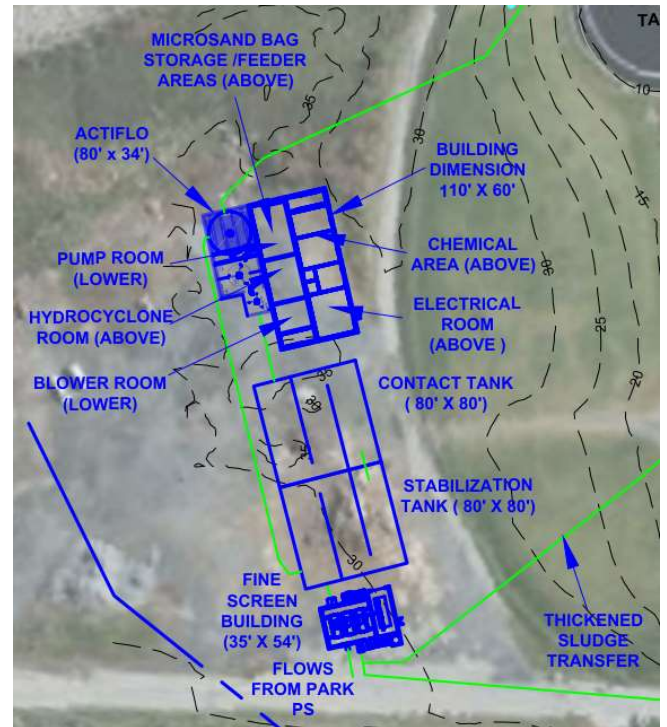 TA
MICROSAND BAG
STORAGE /FEEDER
AREAS (ABOVE)
ACTIFLO
(80' x 34')
BUILDING
DIMENSION
110' X 60'
PUMP ROOM
(LOWER)
CHEMICAL
AREA (ABOVE)
HYDROCYCLONE
ROOM (ABOVE)
ELECTRICAL
ROOM
(ABOVE )
BLOWER ROOM
(LOWER)
CONTACT TANK
( 80' X 80')
STABILIZATION
TANK ( 80' X 80')
FINE
SCREEN
BUILDING
(35' X 54')
FLOWS
FROM PARK
PS
THICKENED
SLUDGE
TRANSFER
35
30
10
15
30
25
20
30
30
35
30